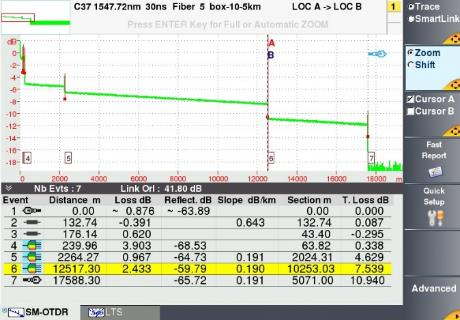 C37 1547.72nm 30ns Fiber 5 box-10-5km LOC A -> LOC B 1
Trace
SmartLink
Press ENTER Key for Full or Automatic ZOOM
dB
0
-2
-4
-6
-8
-10
-12
-14
-16
-18
A
B
4 5 6 7
0 2000 4000 6000 8000 10000 12000 14000 16000 18000 m
Zoom
Shift
Cursor A
Cursor B
Fast
Report
Quick
Setup
Advanced
Nb Evts : 7 Link Orl : 41.80 dB
Event Distance m Loss dB Reflect. dB Slope dB/km Section m T. Loss dB
1 0.00 ~ 0.876 ~ -63.89 0.00 0.00
2 132.74 -0.391 0.643 132.74 0.087
3 176.14 0.620 43.40 -0.295
4 239.96 3.903 -68.53 63.82 0.338
5 2264.27 0.967 -64.73 0.191 2024.31 4.629
6 12517.30 2.433 -59.79 0.190 10253.03 7.539
7 17588.30 -65.72 0.191 5071.00 10.940
SM-OTDR LTS